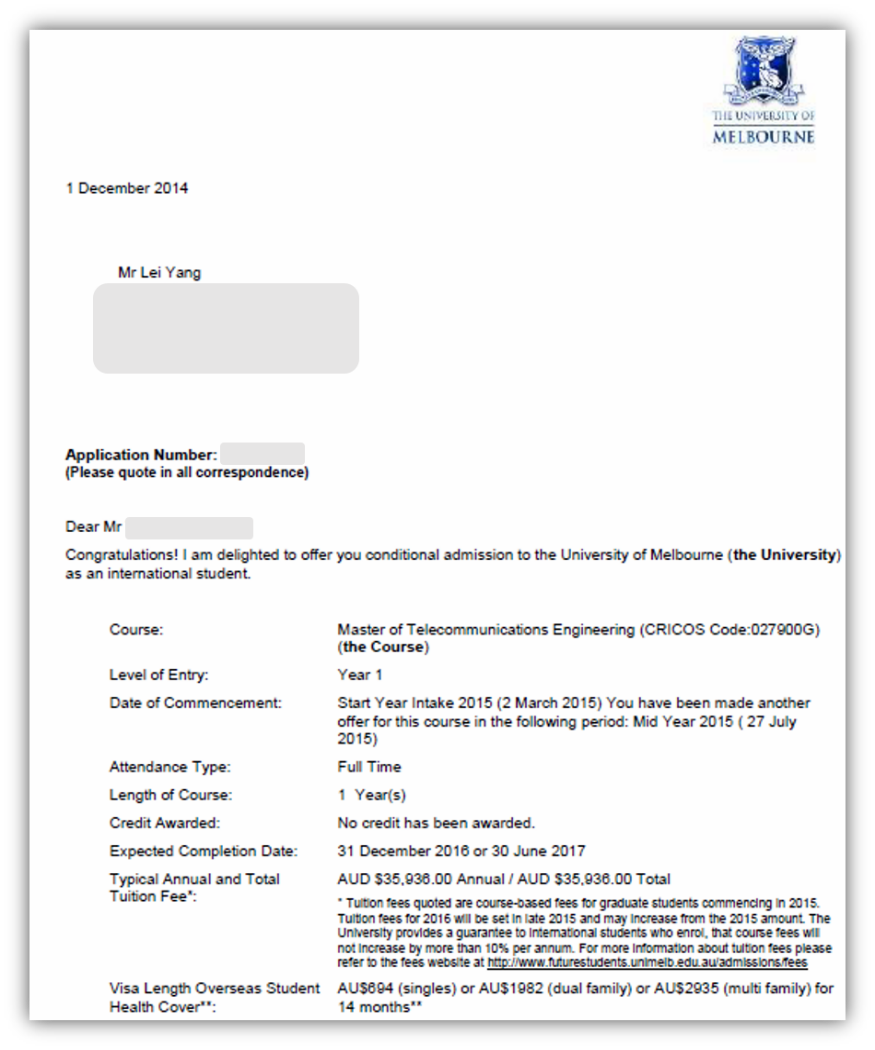 THE UNIVERSITY OF
MELBOURNE
1 December 2014
Mr Lei Yang
Application Number:
(Please quote in all correspondence)
Dear Mr
Congratulations! I am delighted to offer you conditional admission to the University of Melbourne (the University)
as an international student.
Course: Master of Telecommunications Engineering (CRICOS Code:027900G)
(the Course)
Level of Entry: Year 1
Date of Commencement: Start Year Intake 2015 (2 March 2015) You have been made another
offer for this course in the following period: Mid Year 2015 ( 27 July
2015)
Attendance Type: Full Time
Length of Course: 1 Year(s)
Credit Awarded: No credit has been awarded.
Expected Completion Date: 31 December 2016 or 30 June 2017
Typical Annual and Total AUD $35,936.00 Annual / AUD $35,936.00 Total
Tuition Fee*:
* Tuition fees quoted are course-based fees for graduate students commencing in 2015.
Tuition fees for 2016 will be set in late 2015 and may increase from the 2015 amount. The
University provides a guarantee to international students who enrol, that course fees will
not increase by more than 10% per annum. For more information about tuition fees please
refer to the fees website at http://www.futurestudents.unimelb.edu.au/admissions/fees
Visa Length Overseas Student AU$694 (singles) or AU$1982 (dual family) or AU$2935 (multi family) for
Health Cover**: 14 months**